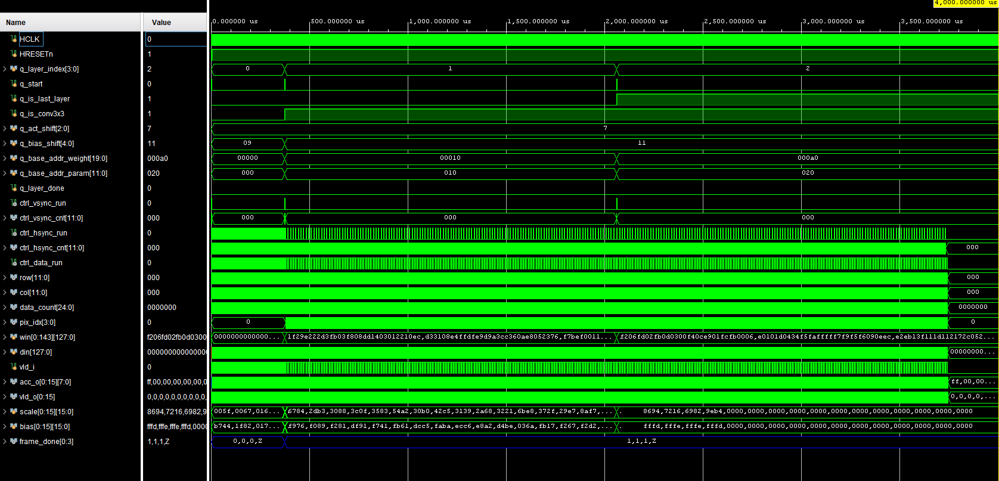 4,000.000000 us
Name Value
0.000000 us 500.000000 us 1,000.000000 us 1,500.000000 us 2,000.000000 us 2,500.000000 us 3,000.000000 us 3,500.000000 us
HCLK 0
HRESETn 1
q_layer_index[3:0] 2 0 1 2
q_start 0
q_is_last_layer 1
q_is_conv3x3 1
q_act_shift[2:0] 7 7
q_bias_shift[4:0] 11 09 11
q_base_addr_weight[19:0] 000a0 00000 00010 000a0
q_base_addr_param[11:0] 020 000 010 020
q_layer_done 0
ctrl_vsync_run 0
ctrl_vsync_cnt[11:0] 000 000 000 000
ctrl_hsync_run 0
ctrl_hsync_cnt[11:0] 000 000
ctrl_data_run 0
row[11:0] 000 000
col[11:0] 000 000
data_count[24:0] 0000000 0000000
pix_idx[3:0] 0 0 0
win[0:143][127:0] f206fd02fb0d0300 0000000000000... 1f29e222d3fb03f808dd1403012210ec,d33108e4ffdfe9d9a3cc360ae8052376,f7bef0011... f206fd02fb0d0300f40ce901fcfb0006,e0101d0434f5fafffff7f9f5f6090eec,e2eb13f111d112172c052...
din[127:0] 0000000000000000 00000000...
vld_i 0
acc_o[0:15][7:0] ff,00,00,00,00,00,0 ff,00,00...
vld_o[0:15] 0,0,0,0,0,0,0,0,0,0, 0,0,0,0,...
scale[0:15][15:0] 8694,7216,6982,9 005f,0067,016... 6784,2db3,3088,3c0f,3583,54a2,30b0,42c5,3139,2a68,3221,6be8,372f,29e7,8af7,... . 8694,7216,6982,9eb4,0000,0000,0000,0000,0000,0000,0000,0000,0000,0000,0000,0000
bias[0:15][15:0] fffd,fffe,fffe,fffd,0000 b744,1f82,017... f976,f089,f281,df91,f741,fb61,dcc5,faba,ecc6,e8a2,d4be,036a,fb17,f267,f2d2,... . fffd,fffe,fffe,fffd,0000,0000,0000,0000,0000,0000,0000,0000,0000,0000,0000,0000
frame_done[0:3] 1,1,1,Z 0,0,0,Z 1,1,1,Z